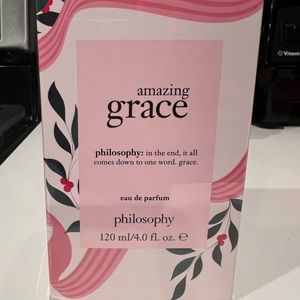 amazing
grace
philosophy: in the end, it all
comes down to one word. grace.
eau de parfum
philosophy
120 ml/4.0 fl. oz. e